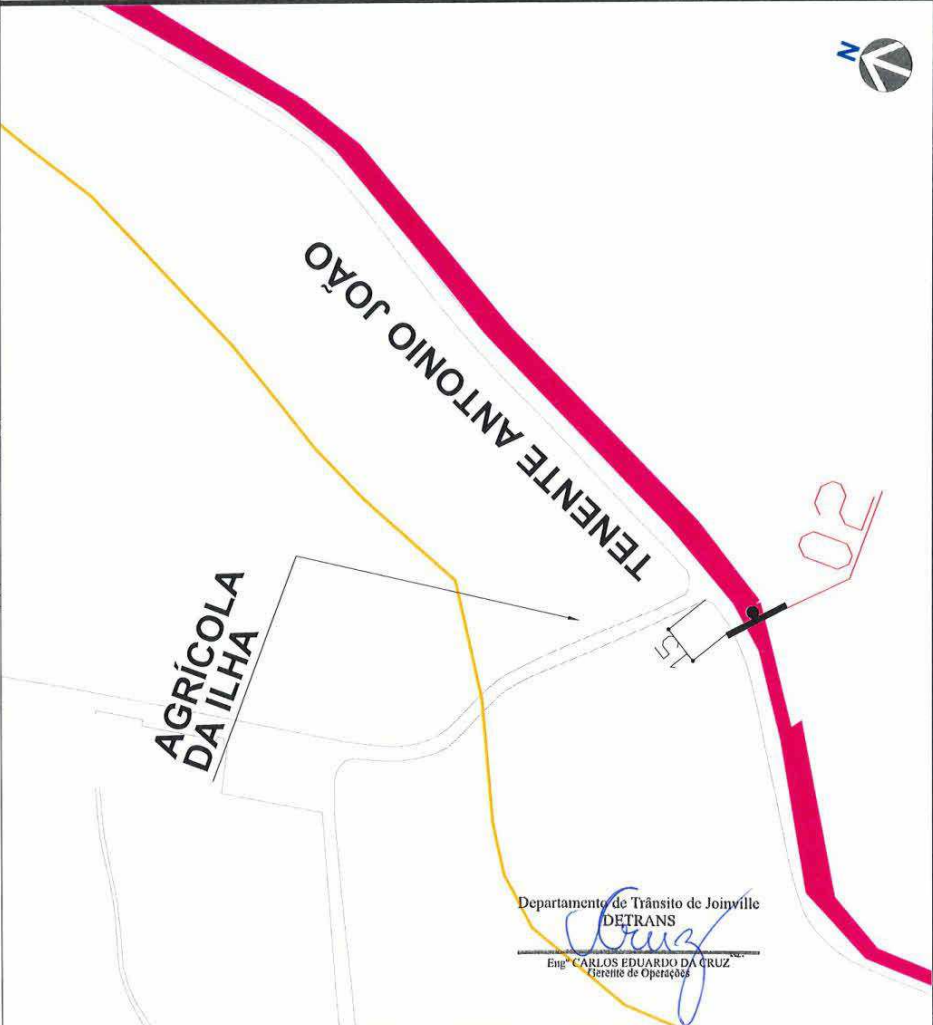 N
TENENTE ANTONIO JOÃO
02
15
AGRÍCOLA
DA ILHA
Departamento de Trânsito de Joinville
DETRANS
Cruz
Engº CARLOS EDUARDO DA CRUZ
Gerente de Operações